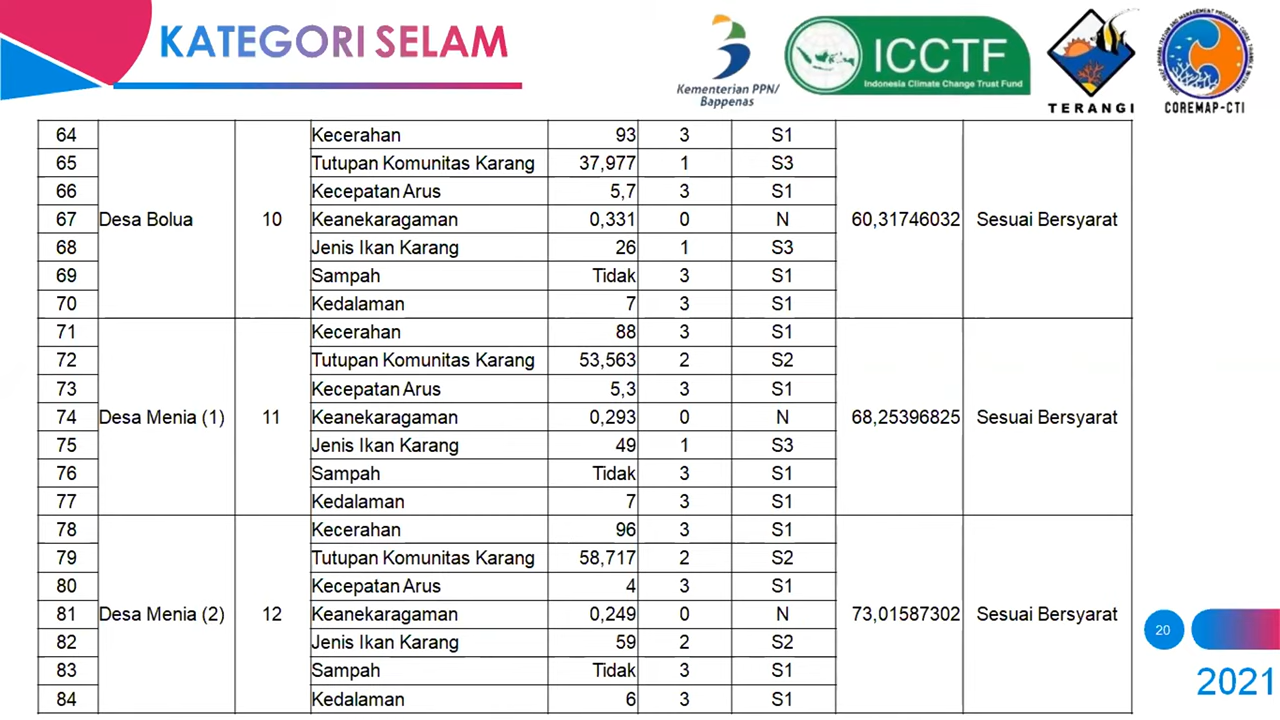 KATEGORI SELAM
Kementerian PPN/
Bappenas
ICCTF
Indonesia Climate Change Trust Fund
TERANGI
COREMAP-CTI
64 Kecerahan 93 3 S1
65 Tutupan Komunitas Karang 37,977 1 S3
66 Kecepatan Arus 5,7 3 S1
67 Desa Bolua 10 Keanekaragaman 0,331 0 N 60,31746032 Sesuai Bersyarat
68 Jenis Ikan Karang 26 1 S3
69 Sampah Tidak 3 S1
70 Kedalaman 7 3 S1
71 Kecerahan 88 3 S1
72 Tutupan Komunitas Karang 53,563 2 S2
73 Kecepatan Arus 5,3 3 S1
74 Desa Menia (1) 11 Keanekaragaman 0,293 0 N 68,25396825 Sesuai Bersyarat
75 Jenis Ikan Karang 49 1 S3
76 Sampah Tidak 3 S1
77 Kedalaman 7 3 S1
78 Kecerahan 96 3 S1
79 Tutupan Komunitas Karang 58,717 2 S2
80 Kecepatan Arus 4 3 S1
81 Desa Menia (2) 12 Keanekaragaman 0,249 0 N 73,01587302 Sesuai Bersyarat
82 Jenis Ikan Karang 59 2 S2
83 Sampah Tidak 3 S1
84 Kedalaman 6 3 S1
20
2021